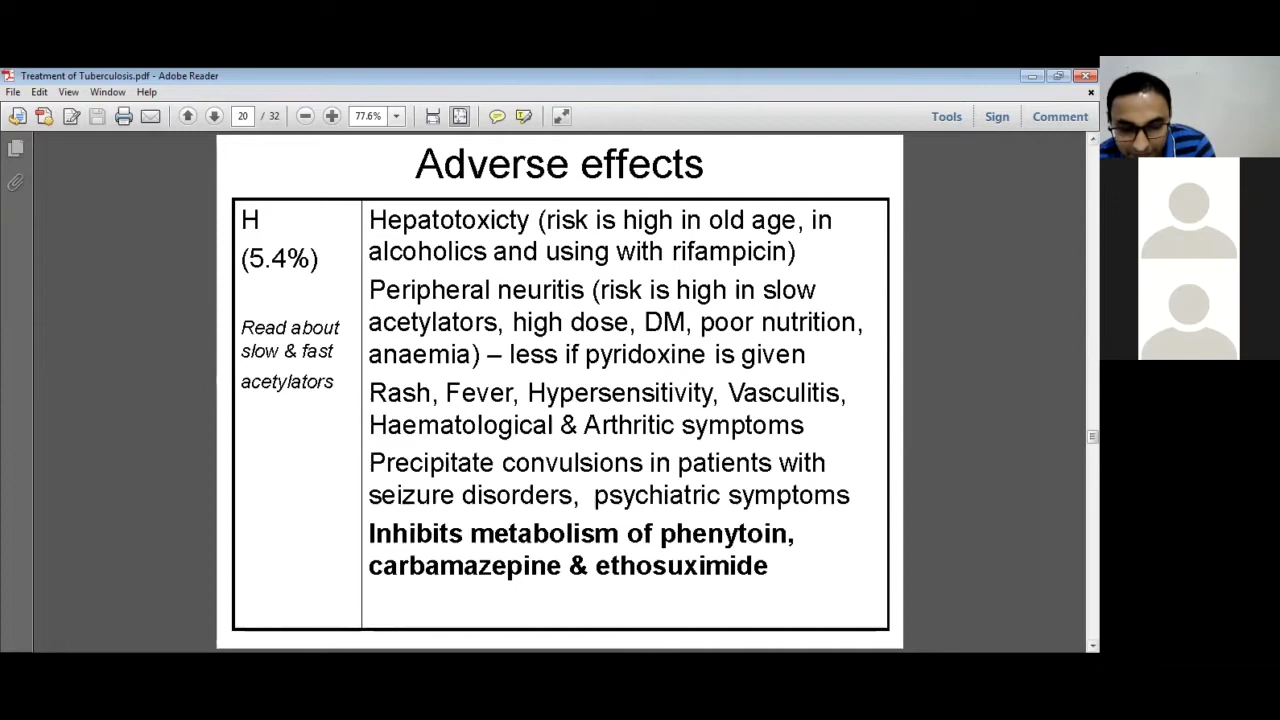 Treatment of Tuberculosis.pdf - Adobe Reader
File Edit View Window Help
20 / 32 77.6% Tools Sign Comment
Adverse effects
H
(5.4%)
Read about
slow & fast
acetylators
Hepatotoxicty (risk is high in old age, in
alcoholics and using with rifampicin)
Peripheral neuritis (risk is high in slow
acetylators, high dose, DM, poor nutrition,
anaemia) – less if pyridoxine is given
Rash, Fever, Hypersensitivity, Vasculitis,
Haematological & Arthritic symptoms
Precipitate convulsions in patients with
seizure disorders, psychiatric symptoms
Inhibits metabolism of phenytoin,
carbamazepine & ethosuximide